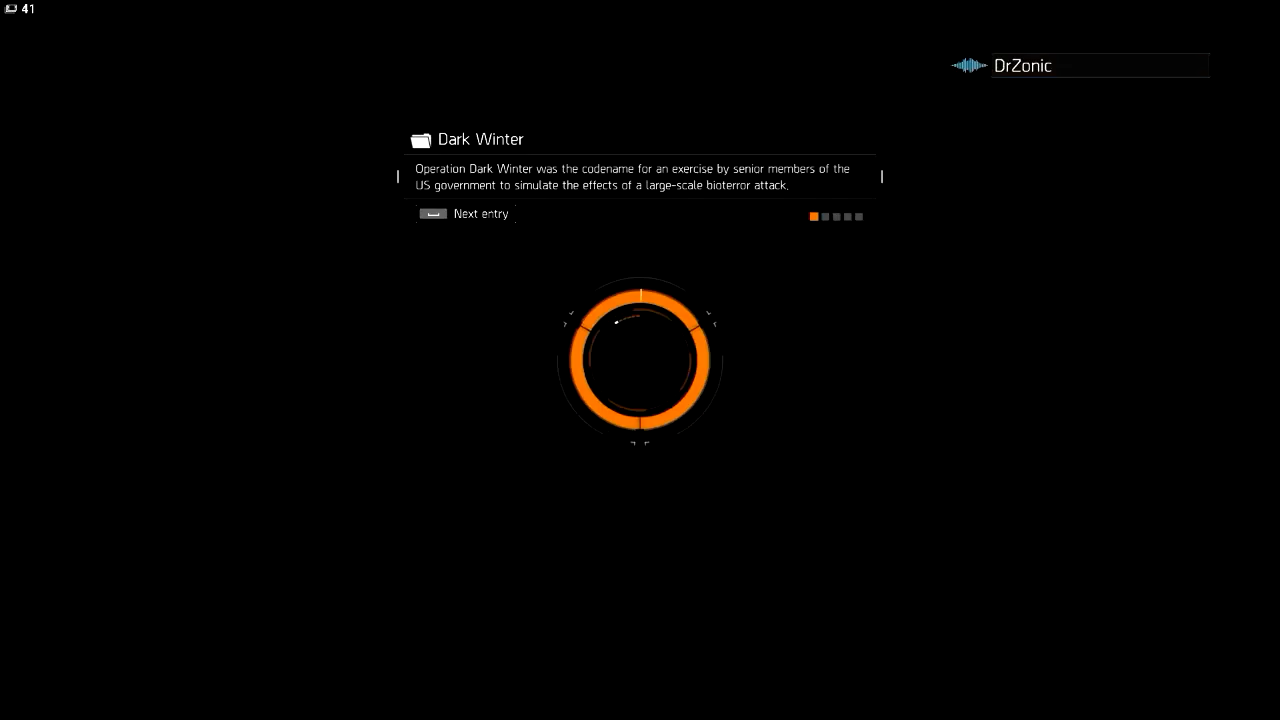 41
DrZonic
Dark Winter
Operation Dark Winter was the codename for an exercise by senior members of the
US government to simulate the effects of a large-scale bioterror attack.
Next entry